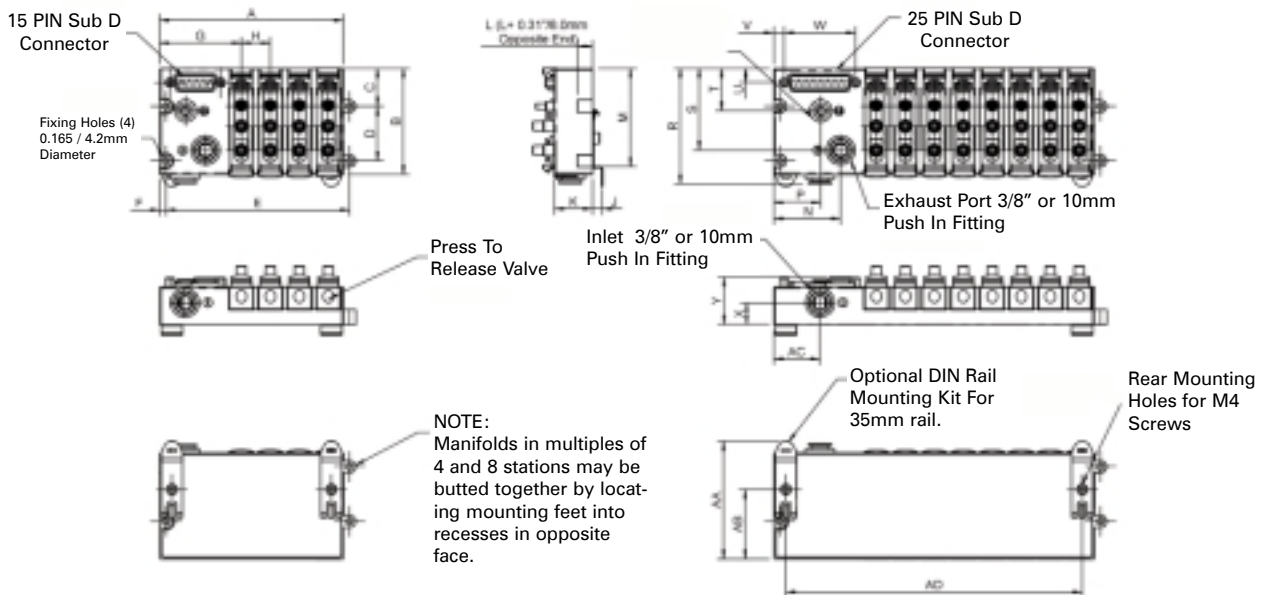 15 PIN Sub D
Connector
A
G
H
C
D
B
Fixing Holes (4)
0.165 / 4.2mm
Diameter
F
E
L (L+ 0.31"/8.0mm
Opposite End)
M
K
J
V
W
25 PIN Sub D
Connector
R
S
T
U
P
N
Exhaust Port 3/8" or 10mm
Push In Fitting
Press To
Release Valve
Inlet 3/8" or 10mm
Push In Fitting
Y
X
AC
NOTE:
Manifolds in multiples of
4 and 8 stations may be
butted together by locat-
ing mounting feet into
recesses in opposite
face.
Optional DIN Rail
Mounting Kit For
35mm rail.
Rear Mounting
Holes for M4
Screws
AA
AB
AD